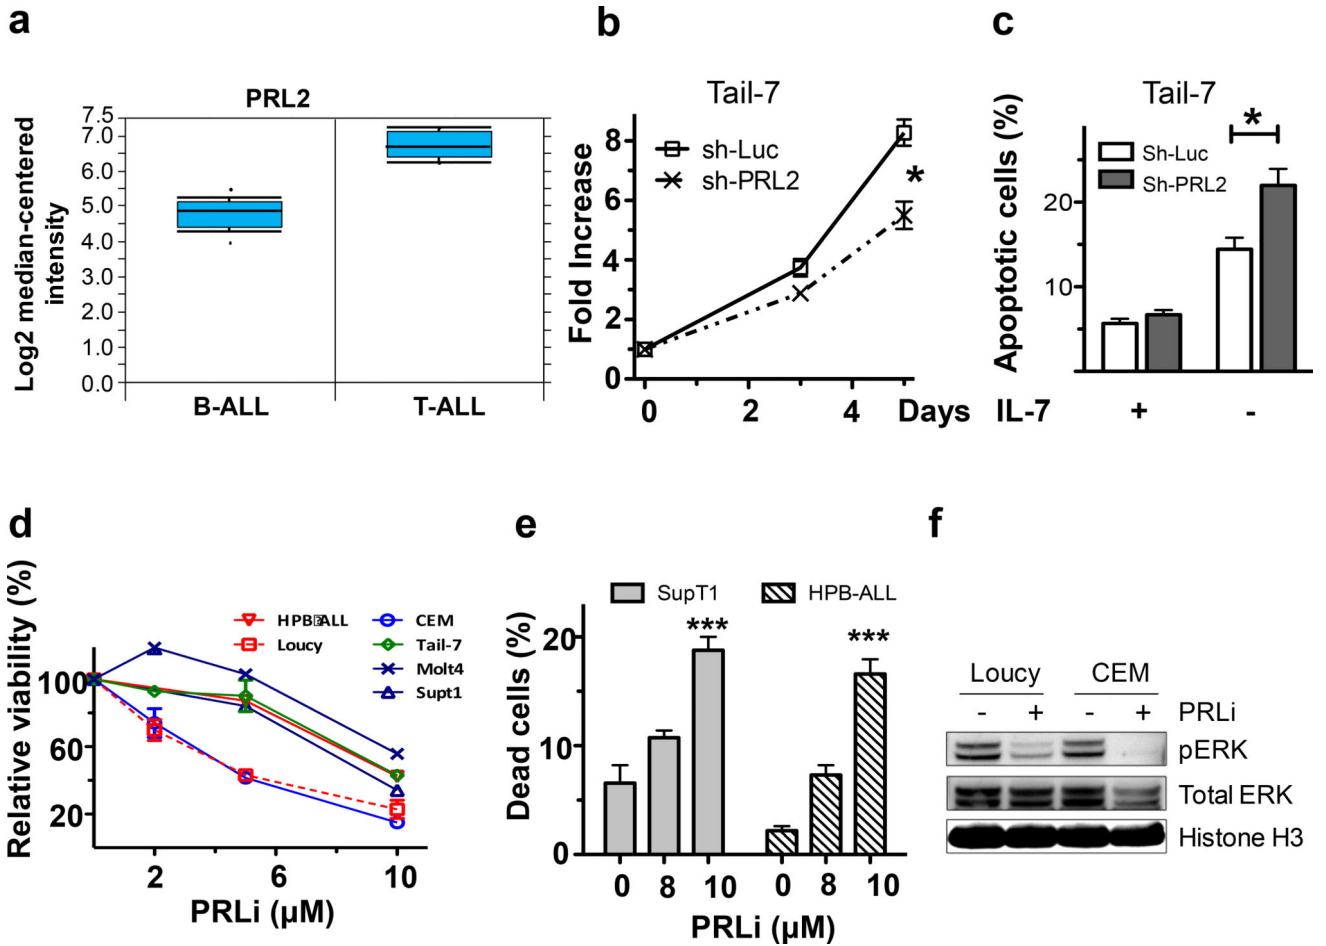 a
PRL2
Log2 median-centered
intensity
7.5
7.0
6.0
5.0
4.0
3.0
2.0
1.0
0.0
B-ALL
T-ALL
b
Tail-7
sh-Luc
sh-PRL2
*
Fold Increase
8
6
4
2
0
0
2
4
Days
c
Tail-7
*
Sh-Luc
Sh-PRL2
Apoptotic cells (%)
20
10
IL-7
+
-
d
Relative viability (%)
HPB-ALL
Loucy
CEM
Tail-7
Molt4
Supt1
100
60
20
2
6
10
PRLi (µM)
e
SupT1
HPB-ALL
***
***
Dead cells (%)
20
10
0
0
8
10
0
8
10
PRLi (µM)
f
Loucy
CEM
-
+
-
+
PRLi
pERK
Total ERK
Histone H3